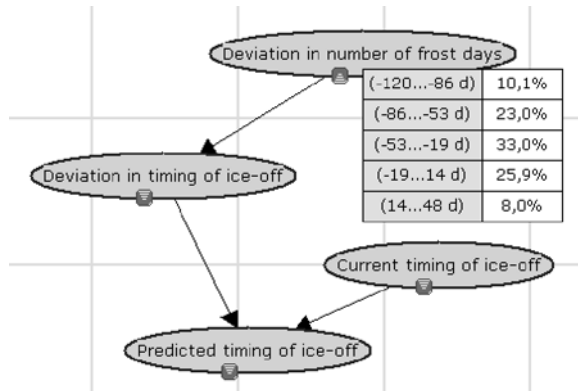 Deviation in number of frost days
(-120...-86 d) 10,1%
(-86...-53 d) 23,0%
(-53...-19 d) 33,0%
(-19...14 d) 25,9%
(14...48 d) 8,0%
Deviation in timing of ice-off
Current timing of ice-off
Predicted timing of ice-off